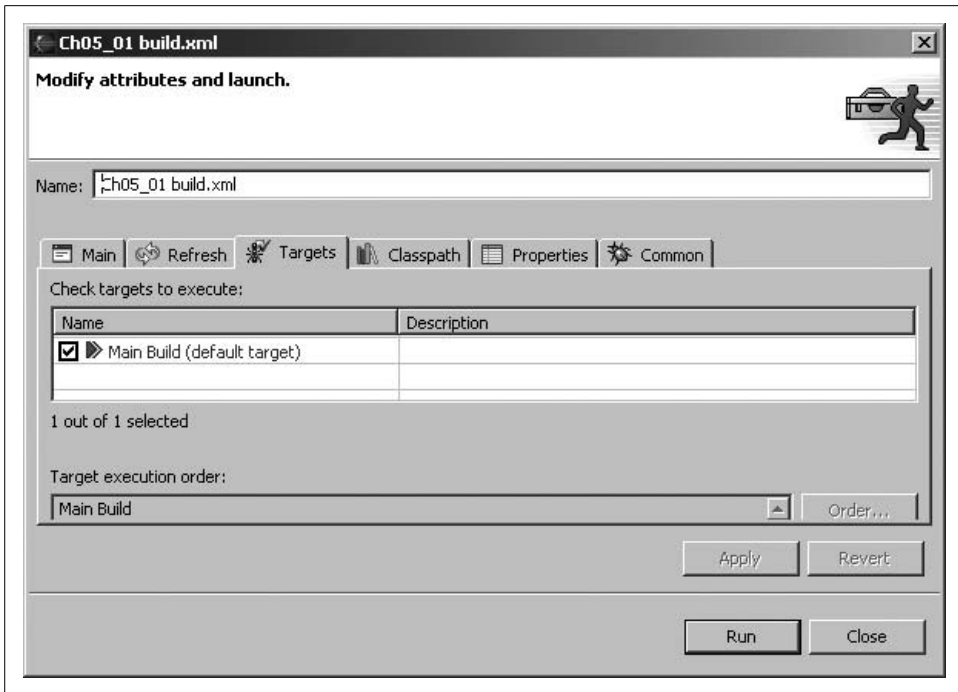 Ch05_01 build.xml
Modify attributes and launch.
Name: Ch05_01 build.xml
Main Refresh Targets Classpath Properties Common
Check targets to execute:
Name Description
Main Build (default target)
1 out of 1 selected
Target execution order:
Main Build Order...
Apply Revert
Run Close